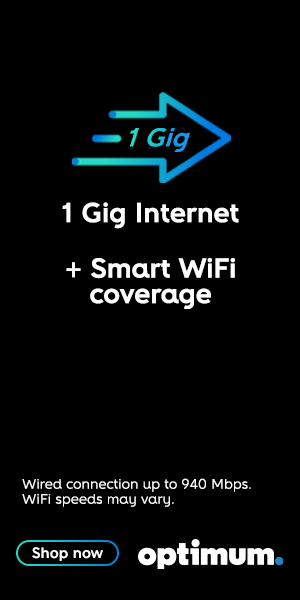 1 Gig
1 Gig Internet
+ Smart WiFi
coverage
Wired connection up to 940 Mbps.
WiFi speeds may vary.
Shop now
optimum.